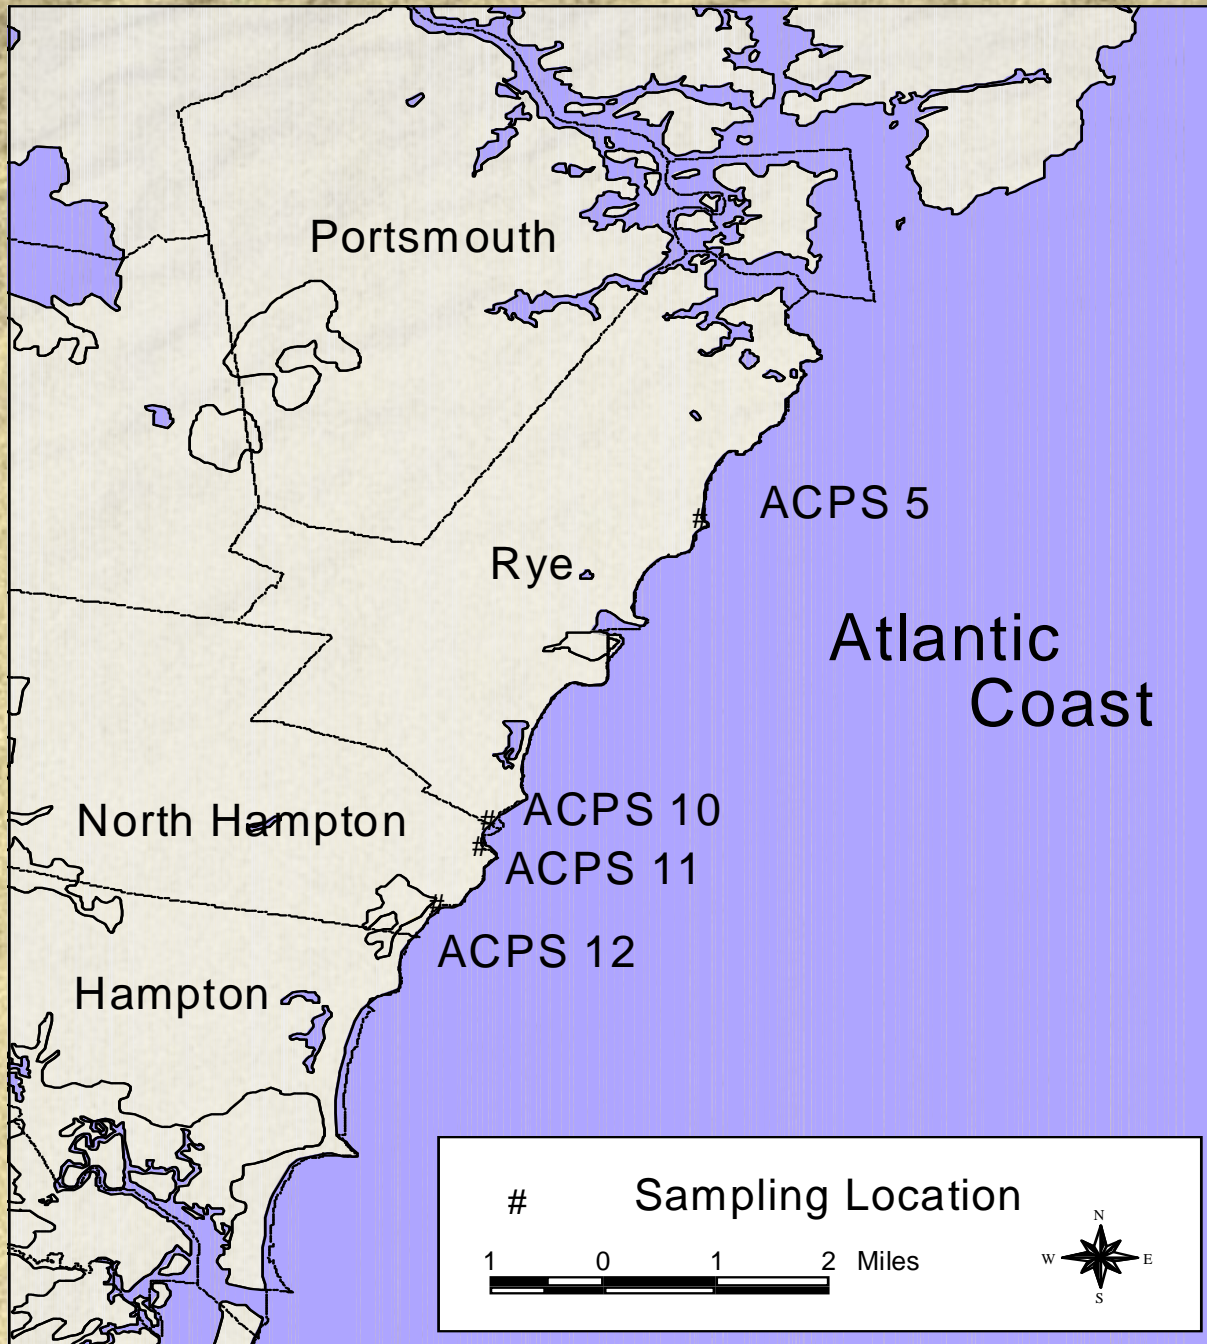 Portsmouth
ACPS 5
Rye
Atlantic
Coast
#
ACPS 10
North Hampton
#
#
ACPS 11
#
#
ACPS 12
Hampton
# Sampling Location
1 0 1 2 Miles
N
W E
S